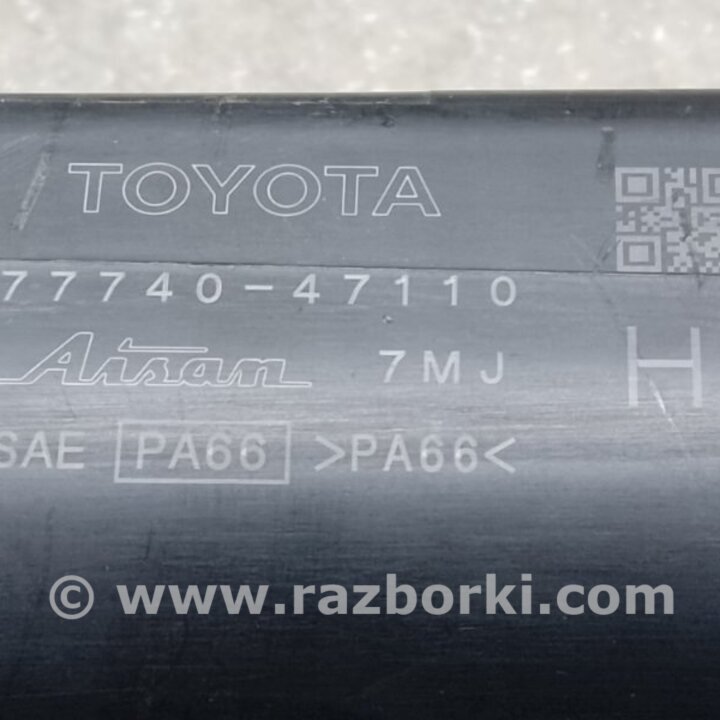 TOYOTA
77740-47110
Aisan 7MJ H
SAE PA66 >PA66<
© www.razborki.com